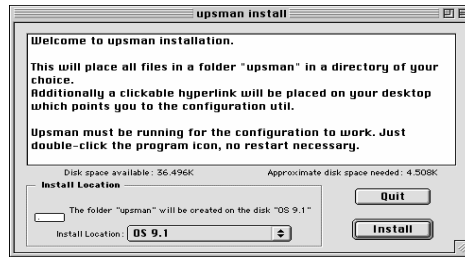 upsman install
Welcome to upsman installation.
This will place all files in a folder "upsman" in a directory of your
choice.
Additionally a clickable hyperlink will be placed on your desktop
which points you to the configuration util.
Upsman must be running for the configuration to work. Just
double-click the program icon, no restart necessary.
Disk space available: 36.496K
Approximate disk space needed: 4.508K
Install Location
The folder "upsman" will be created on the disk "OS 9.1"
Install Location: OS 9.1
Quit
Install